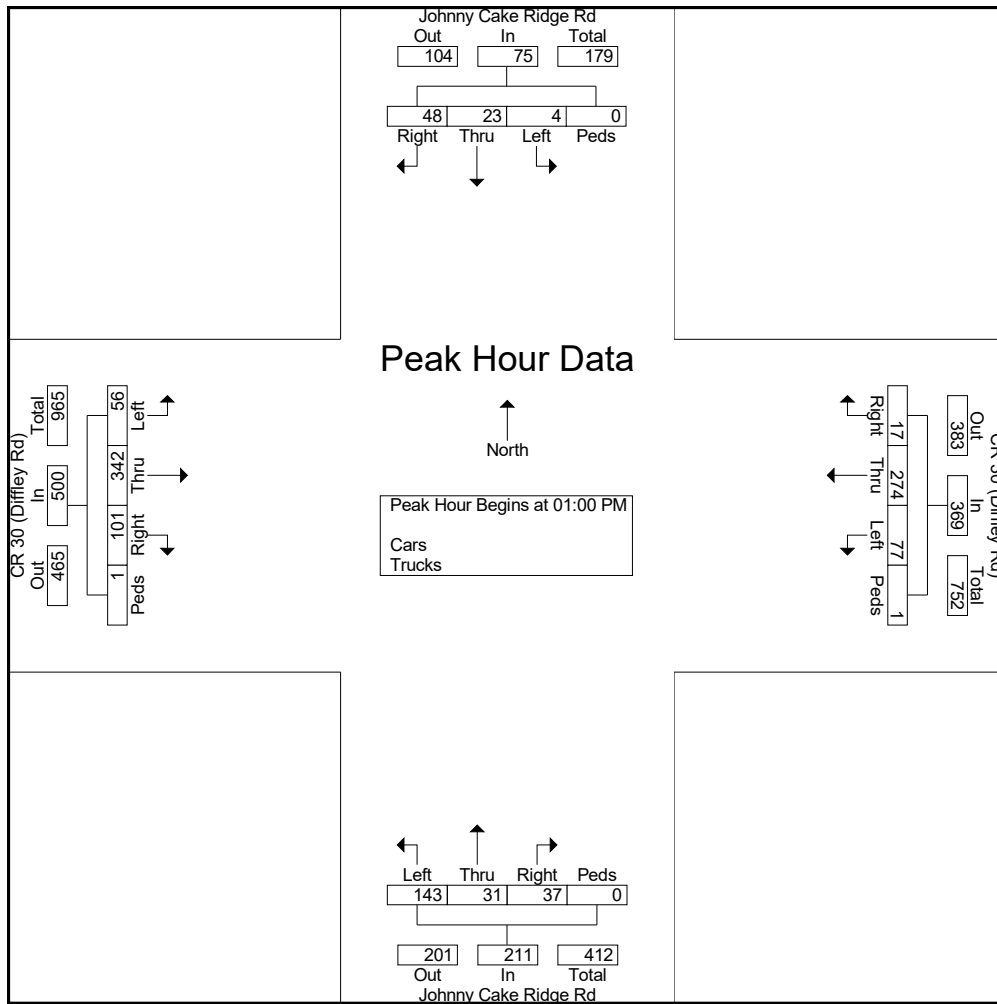 Johnny Cake Ridge Rd
Out In Total
104 75 179
48 23 4 0
Right Thru Left Peds
Peak Hour Data
North
Peak Hour Begins at 01:00 PM
Cars
Trucks
CR 30 (Diffley Rd)
Out In Total
465 500 965
Left Thru Right Peds
56 342 101 1
CR 30 (Diffley Rd)
Out In Total
383 369 752
Right Thru Left Peds
17 274 77 1
Left Thru Right Peds
143 31 37 0
201 211 412
Out In Total
Johnny Cake Ridge Rd